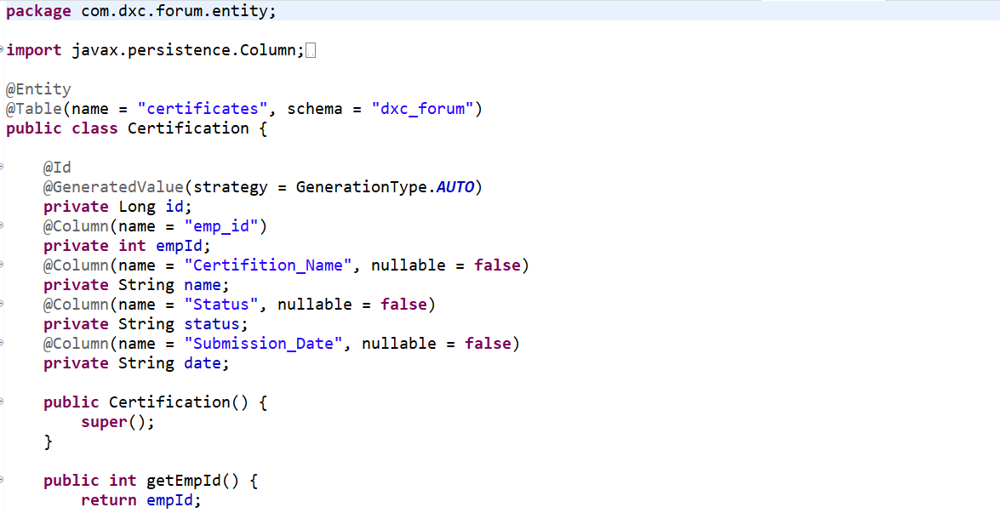 package com.dxc.forum.entity;
import javax.persistence.Column;
@Entity
@Table(name = "certificates", schema = "dxc_forum")
public class Certification {
@Id
@GeneratedValue(strategy = GenerationType.AUTO)
private Long id;
@Column(name = "emp_id")
private int empId;
@Column(name = "Certifition_Name", nullable = false)
private String name;
@Column(name = "Status", nullable = false)
private String status;
@Column(name = "Submission_Date", nullable = false)
private String date;
public Certification() {
super();
}
public int getEmpId() {
return empId;